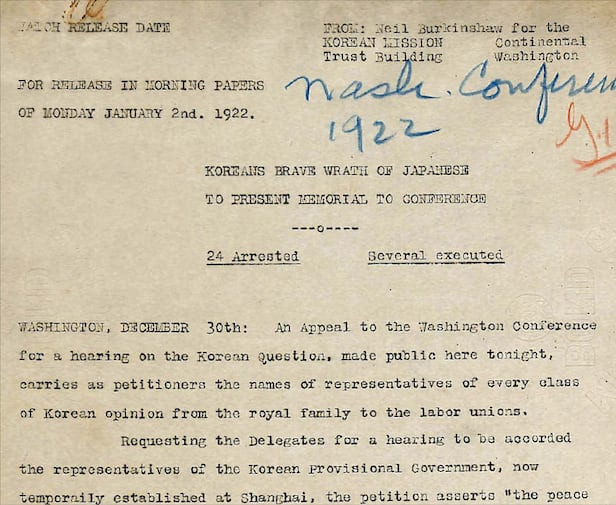 WATCH RELEASE DATE
FROM: Neil Burkinshaw for the
KOREAN MISSION Continental
Trust Building Washington
FOR RELEASE IN MORNING PAPERS
OF MONDAY JANUARY 2nd. 1922.
Wash. Conferen
1922
KOREANS BRAVE WRATH OF JAPANESE
TO PRESENT MEMORIAL TO CONFERENCE
---o----
24 Arrested Several executed
WASHINGTON, DECEMBER 30th: An Appeal to the Washington Conference
for a hearing on the Korean Question, made public here tonight,
carries as petitioners the names of representatives of every class
of Korean opinion from the royal family to the labor unions.
Requesting the Delegates for a hearing to be accorded
the representatives of the Korean Provisional Government, now
temporaily established at Shanghai, the petition asserts "the peace